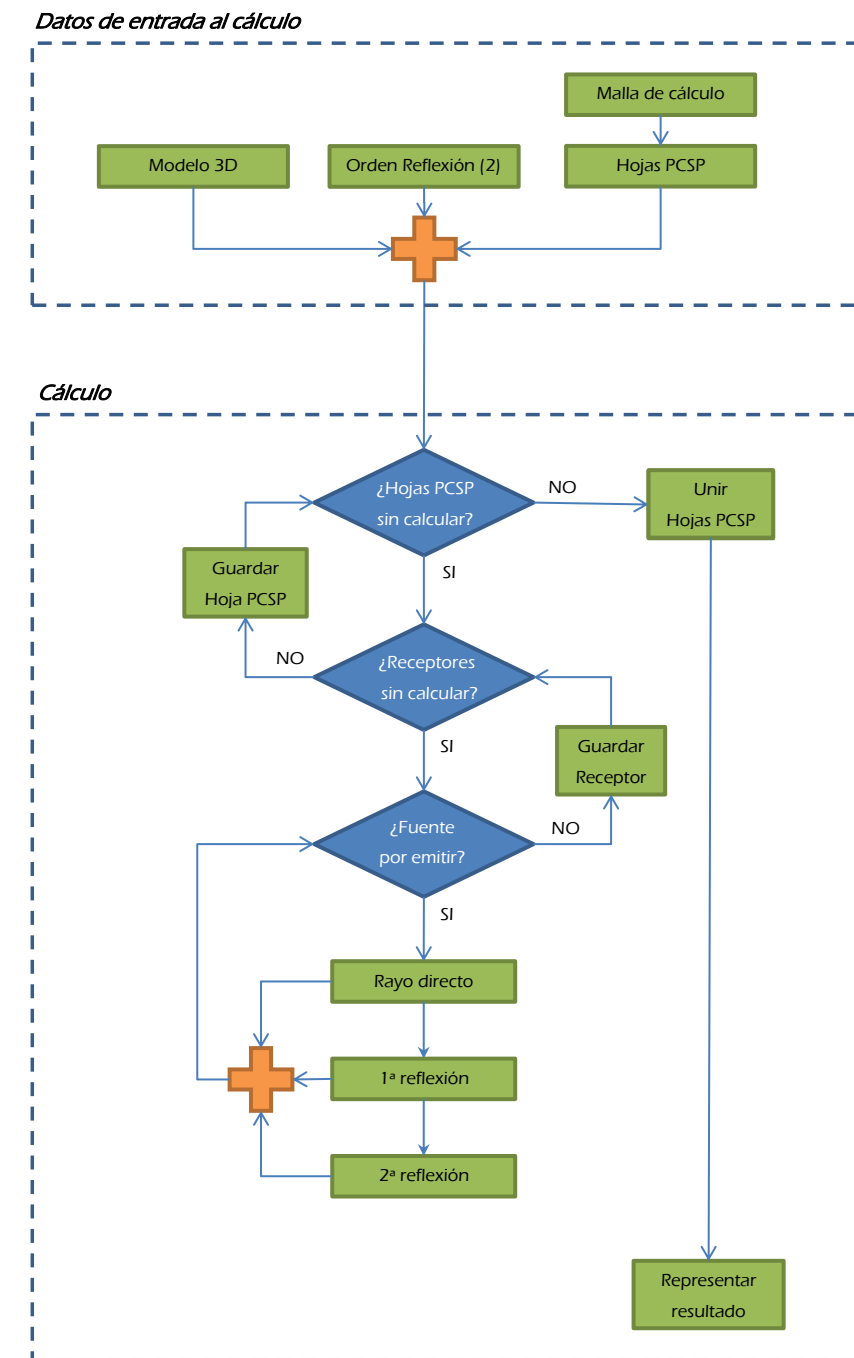 Datos de entrada al cálculo
Malla de cálculo
Modelo 3D
Orden Reflexión (2)
Hojas PCSP
Cálculo
¿Hojas PCSP
sin calcular?
NO
Unir
Hojas PCSP
SI
Guardar
Hoja PCSP
NO
¿Receptores
sin calcular?
SI
Guardar
Receptor
¿Fuente
por emitir?
NO
SI
Rayo directo
1ª reflexión
2ª reflexión
Representar
resultado